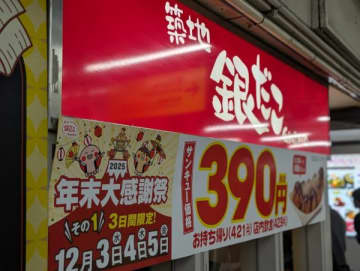 築地
銀だこ
2025
年末大感謝祭
その1 3日間限定!
12月3水4木5金
サンキュー価格
390円
お持ち帰り(421円) 店内飲食(429円)